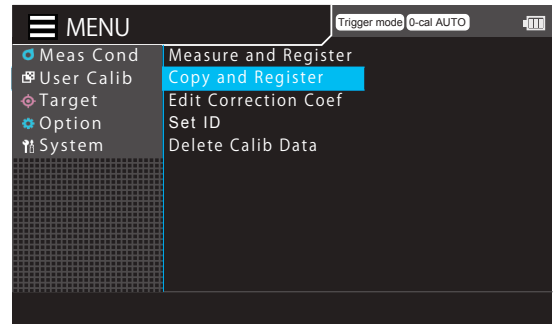 MENU
Trigger mode 0-cal AUTO
Meas Cond
User Calib
Target
Option
System
Measure and Register
Copy and Register
Edit Correction Coef
Set ID
Delete Calib Data